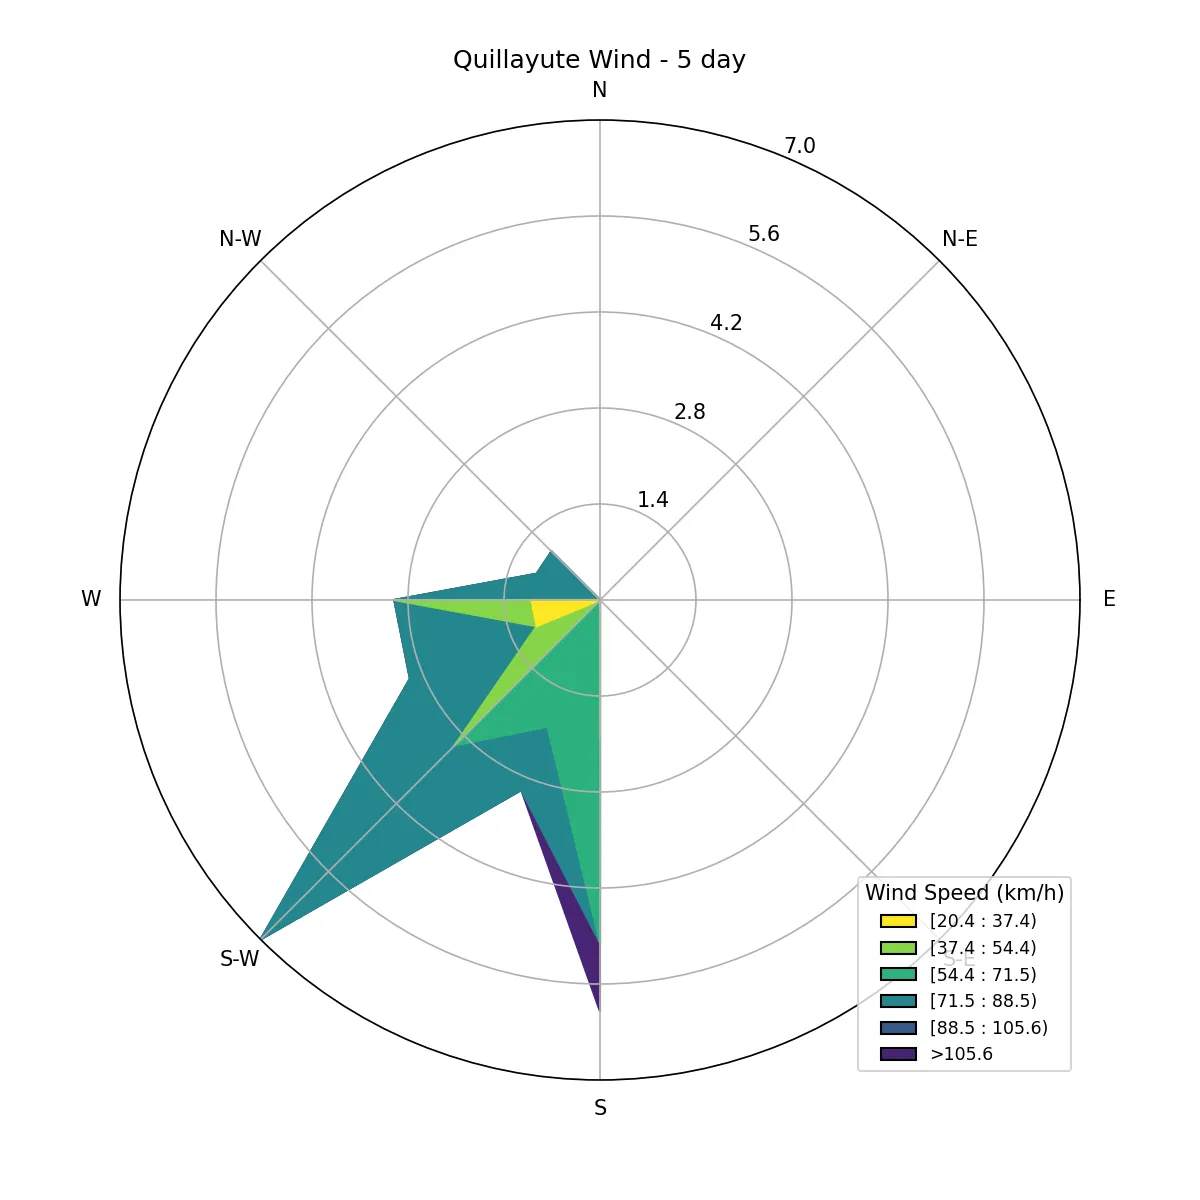 Quillayute Wind - 5 day
N
7.0
N-W
5.6
N-E
4.2
2.8
1.4
W
E
S-W
S-E
Wind Speed (km/h)
[20.4 : 37.4)
[37.4 : 54.4)
[54.4 : 71.5)
[71.5 : 88.5)
[88.5 : 105.6)
>105.6
S